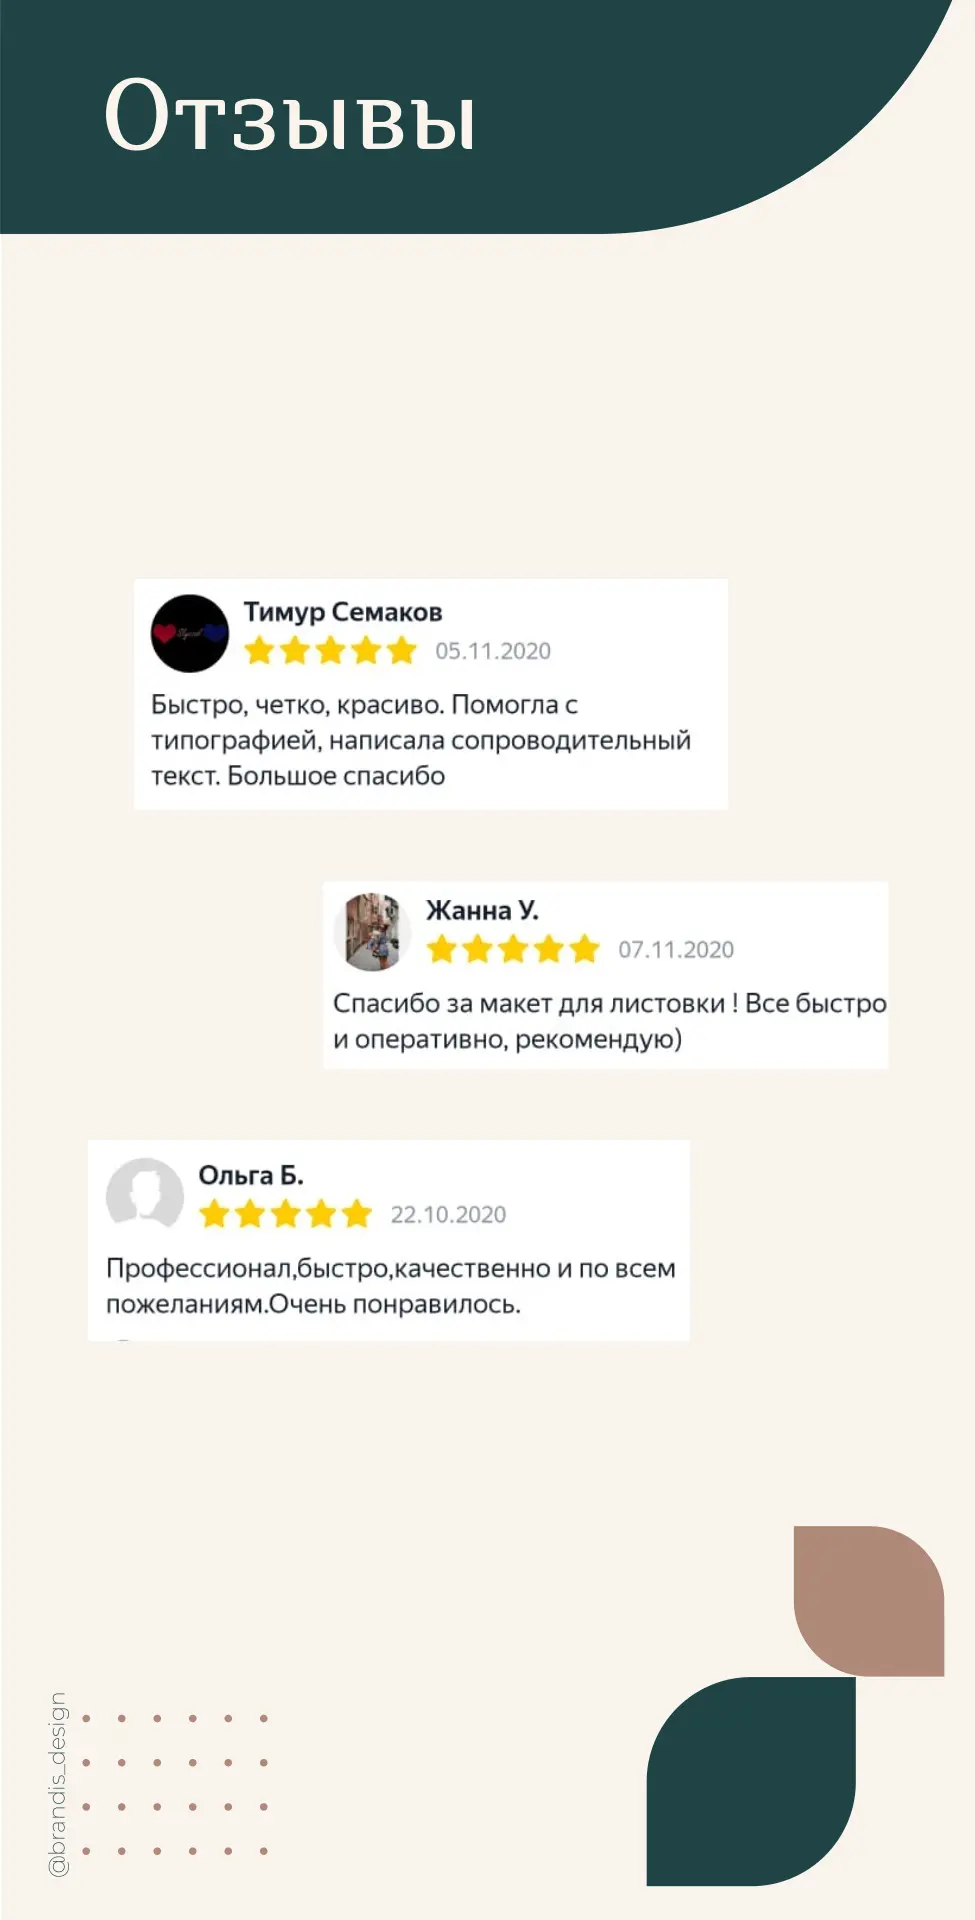 Отзывы
Тимур Семаков
05.11.2020
Быстро, четко, красиво. Помогла с
типографией, написала сопроводительный
текст. Большое спасибо
Жанна У.
07.11.2020
Спасибо за макет для листовки ! Все быстро
и оперативно, рекомендую)
Ольга Б.
22.10.2020
Профессионал,быстро,качественно и по всем
пожеланиям.Очень понравилось.
@brandis_design